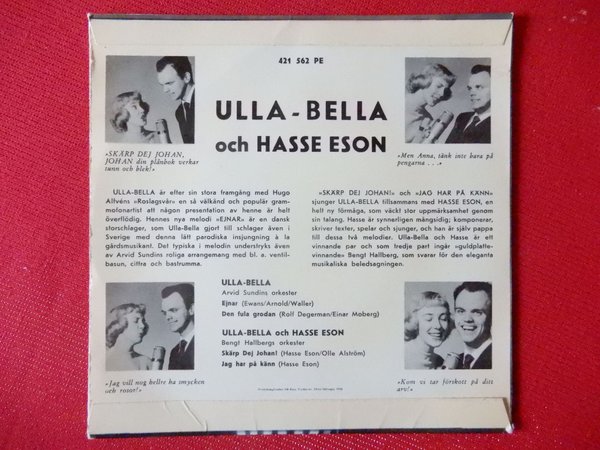 421 562 PE
ULLA-BELLA
och HASSE ESON
»SKÄRP DEJ JOHAN,
JOHAN din plånbok verkar
tunn och blek!»
»Men Anna, tänk inte bara på
pengarna . . .»
ULLA-BELLA är efter sin stora framgång med Hugo
Alfvéns »Roslagsvår» en så välkänd och populär gram-
mofonartist att någon presentation av henne är helt
överflödig. Hennes nya melodi »EJNAR» är en dansk
storschlager, som Ulla-Bella gjort till schlager även i
Sverige med denna lätt parodiska insjungning à la
gårdsmusikant. Det typiska i melodin understryks även
av Arvid Sundins roliga arrangemang med bl. a. ventil-
basun, cittra och bastrumma.
»SKÄRP DEJ JOHAN!» och »JAG HAR PÅ KÄNN»
sjunger ULLA-BELLA tillsammans med HASSE ESON, en
helt ny förmåga, som väckt stor uppmärksamhet genom
sin talang. Hasse är synnerligen mångsidig; komponerar,
skriver texter, spelar och sjunger, och han är själv pappa
till dessa två melodier. Ulla-Bella och Hasse är ett
vinnande par och som tredje part ingår »guldplatte-
vinnande» Bengt Hallberg, som svarar för den eleganta
musikaliska beledsagningen.
ULLA-BELLA
Arvid Sundins orkester
Ejnar (Ewans/Arnold/Waller)
Den fula grodan (Rolf Degerman/Einar Moberg)
ULLA-BELLA och HASSE ESON
Bengt Hallbergs orkester
Skärp Dej Johan! (Hasse Eson/Olle Alström)
Jag har på känn (Hasse Eson)
»Jag vill nog hellre ha smycken
och rosor!»
»Kom vi tar förskott på ditt
arv!»